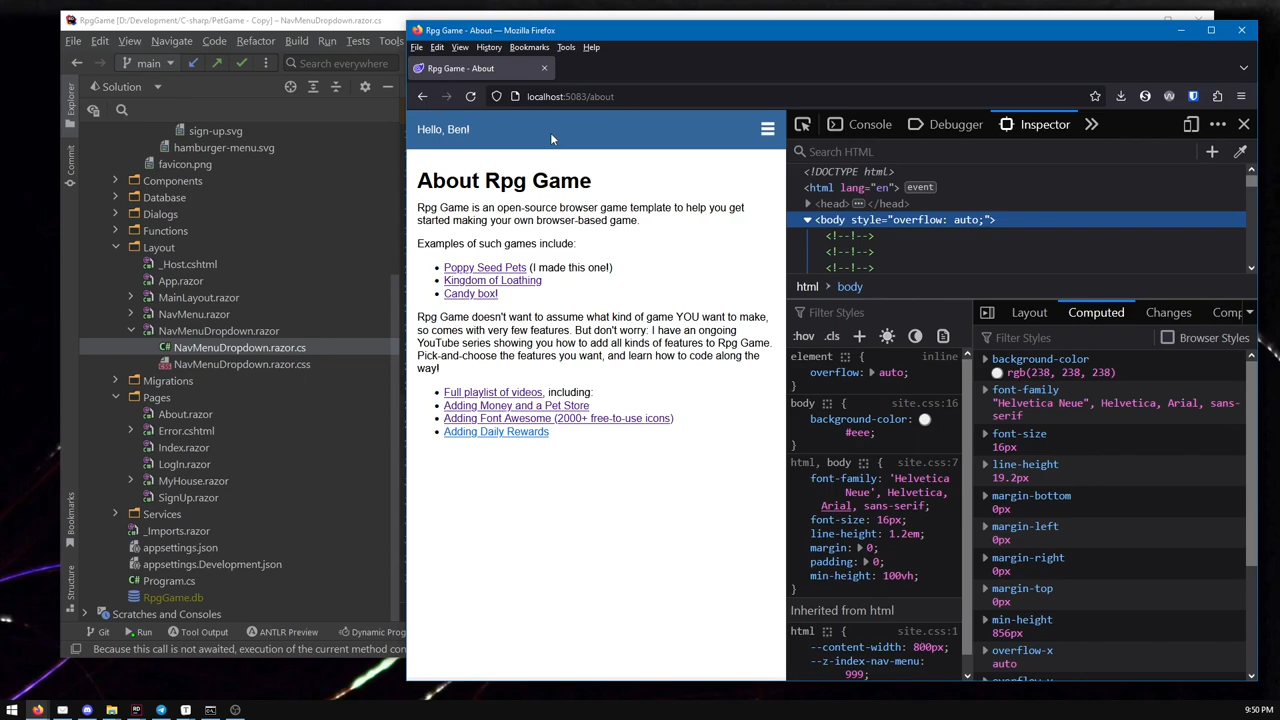 RpgGame [D:/Development/C-sharp/PetGame - Copy] – NavMenuDropdown.razor.cs
File Edit View Navigate Code Refactor Build Run Tests Tools
main
Search everywhere
Explorer
Commit
Bookmarks
Structure
Solution
sign-up.svg
hamburger-menu.svg
favicon.png
Components
Database
Dialogs
Functions
Layout
_Host.cshtml
App.razor
MainLayout.razor
NavMenu.razor
NavMenuDropdown.razor
NavMenuDropdown.razor.cs
NavMenuDropdown.razor.css
Migrations
Pages
About.razor
Error.cshtml
Index.razor
LogIn.razor
MyHouse.razor
SignUp.razor
Services
_Imports.razor
appsettings.json
appsettings.Development.json
Program.cs
RpgGame.db
Scratches and Consoles
Git Run Tool Output ANTLR Preview Dynamic Prog
Because this call is not awaited, execution of the current method con
Rpg Game - About — Mozilla Firefox
File Edit View History Bookmarks Tools Help
Rpg Game - About
localhost:5083/about
Hello, Ben!
About Rpg Game
Rpg Game is an open-source browser game template to help you get
started making your own browser-based game.
Examples of such games include:
Poppy Seed Pets (I made this one!)
Kingdom of Loathing
Candy box!
Rpg Game doesn't want to assume what kind of game YOU want to make,
so comes with very few features. But don't worry: I have an ongoing
YouTube series showing you how to add all kinds of features to Rpg Game.
Pick-and-choose the features you want, and learn how to code along the
way!
Full playlist of videos, including:
Adding Money and a Pet Store
Adding Font Awesome (2000+ free-to-use icons)
Adding Daily Rewards
Console Debugger Inspector
Search HTML
<!DOCTYPE html>
<html lang="en"> event
<head> </head>
<body style="overflow: auto;">
<!--!-->
<!--!-->
<!--!-->
html body
Filter Styles
:hov .cls
element inline
{
overflow: auto;
}
body site.css:16
{
background-color:
#eee;
}
html, body { site.css:7
font-family: 'Helvetica
Neue', Helvetica,
Arial, sans-serif;
font-size: 16px;
line-height: 1.2em;
margin: 0;
padding: 0;
min-height: 100vh;
}
Inherited from html
html site.css:1
{
--content-width: 800px;
--z-index-nav-menu:
999;
Layout Computed Changes Comp
Filter Styles Browser Styles
background-color
rgb(238, 238, 238)
font-family
"Helvetica Neue", Helvetica, Arial, sans-
serif
font-size
16px
line-height
19.2px
margin-bottom
0px
margin-left
0px
margin-right
0px
margin-top
0px
min-height
856px
overflow-x
auto
9:50 PM